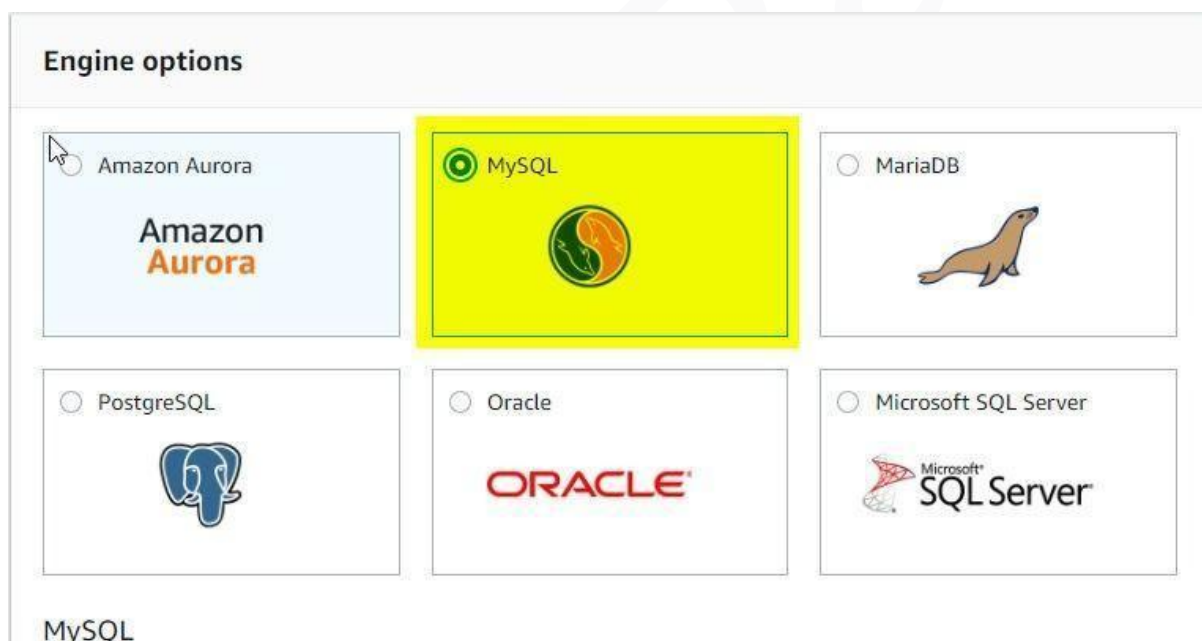 Engine options
Amazon Aurora
Amazon
Aurora
MySQL
MariaDB
PostgreSQL
Oracle
ORACLE
Microsoft SQL Server
Microsoft
SQL Server
MySQL